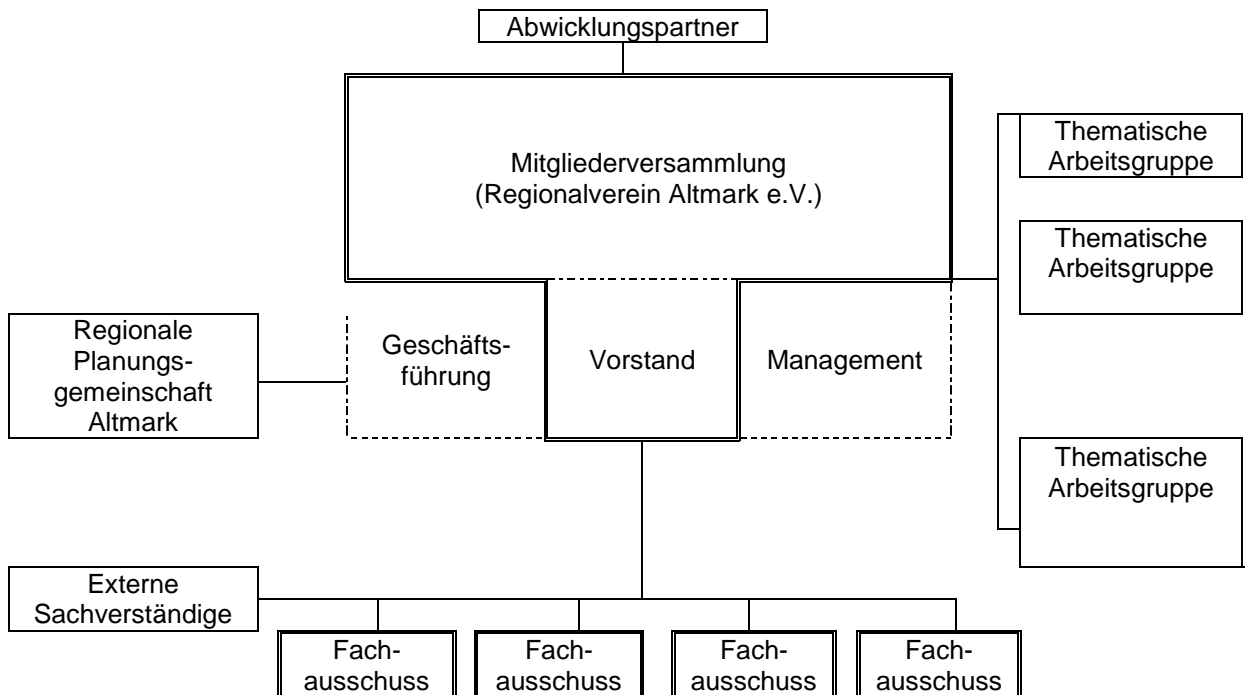 Abwicklungspartner
Mitgliederversammlung
(Regionalverein Altmark e.V.)
Thematische
Arbeitsgruppe
Thematische
Arbeitsgruppe
Regionale
Planungs-
gemeinschaft
Altmark
Geschäfts-
führung
Vorstand
Management
Thematische
Arbeitsgruppe
Externe
Sachverständige
Fach-
ausschuss
Fach-
ausschuss
Fach-
ausschuss
Fach-
ausschuss